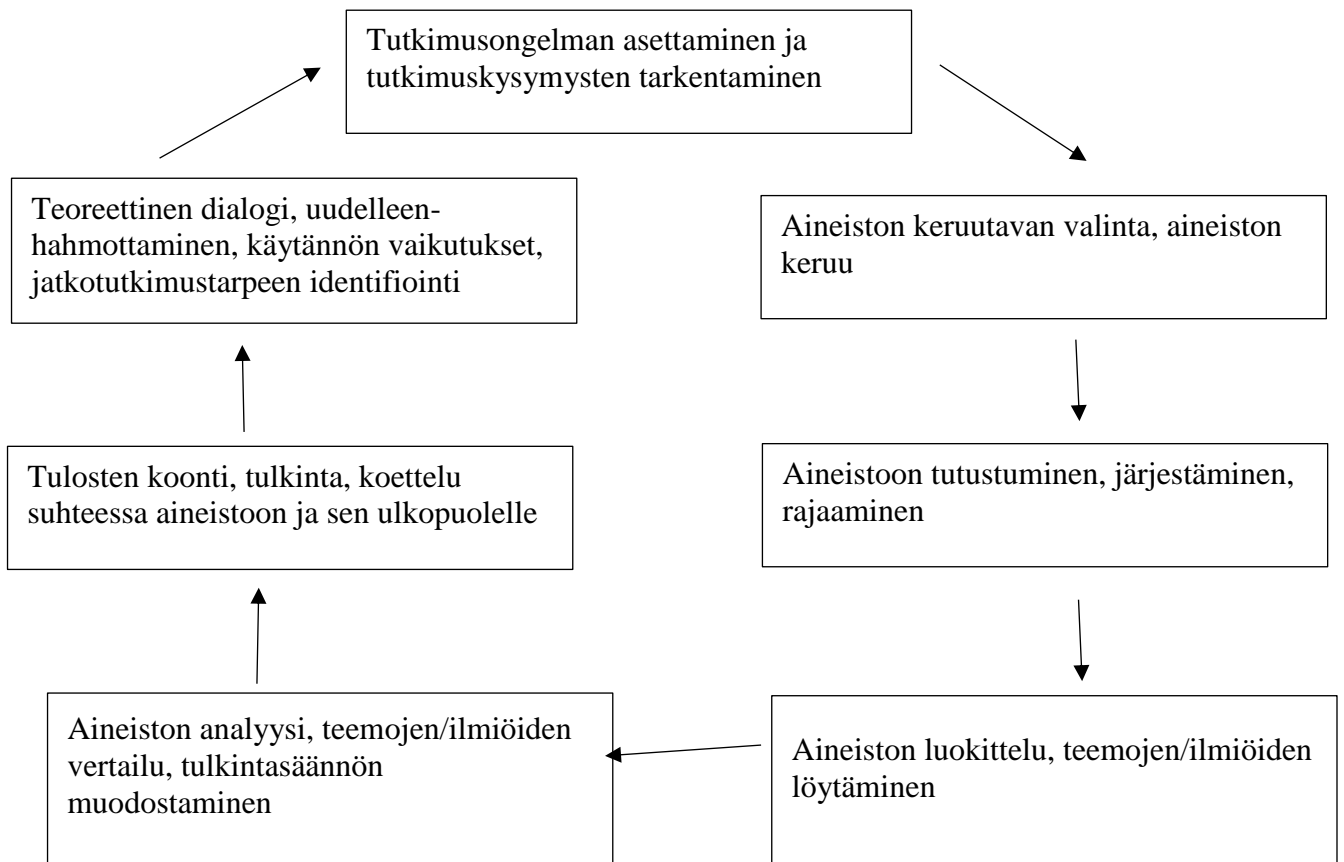 Tutkimusongelman asettaminen ja
tutkimuskysymysten tarkentaminen
Teoreettinen dialogi, uudelleen-
hahmottaminen, käytännön vaikutukset,
jatkotutkimustarpeen identifiointi
Aineiston keruutavan valinta, aineiston
keruu
Tulosten koonti, tulkinta, koettelu
suhteessa aineistoon ja sen ulkopuolelle
Aineistoon tutustuminen, järjestäminen,
rajaaminen
Aineiston analyysi, teemojen/ilmiöiden
vertailu, tulkintasäännön
muodostaminen
Aineiston luokittelu, teemojen/ilmiöiden
löytäminen